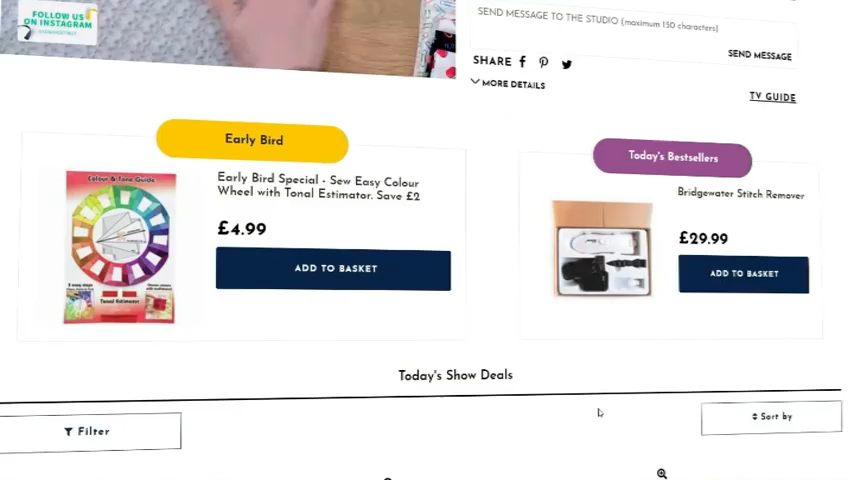 FOLLOW US
ON INSTAGRAM
SEND MESSAGE TO THE STUDIO (maximum 150 characters)
SEND MESSAGE
SHARE
MORE DETAILS
TV GUIDE
Early Bird
Today's Bestsellers
Colour & Tone Guide
Early Bird Special - Sew Easy Colour
Wheel with Tonal Estimator. Save £2
£4.99
ADD TO BASKET
Tonal Estimator
Bridgewater Stitch Remover
£29.99
ADD TO BASKET
Today's Show Deals
Filter
Sort by